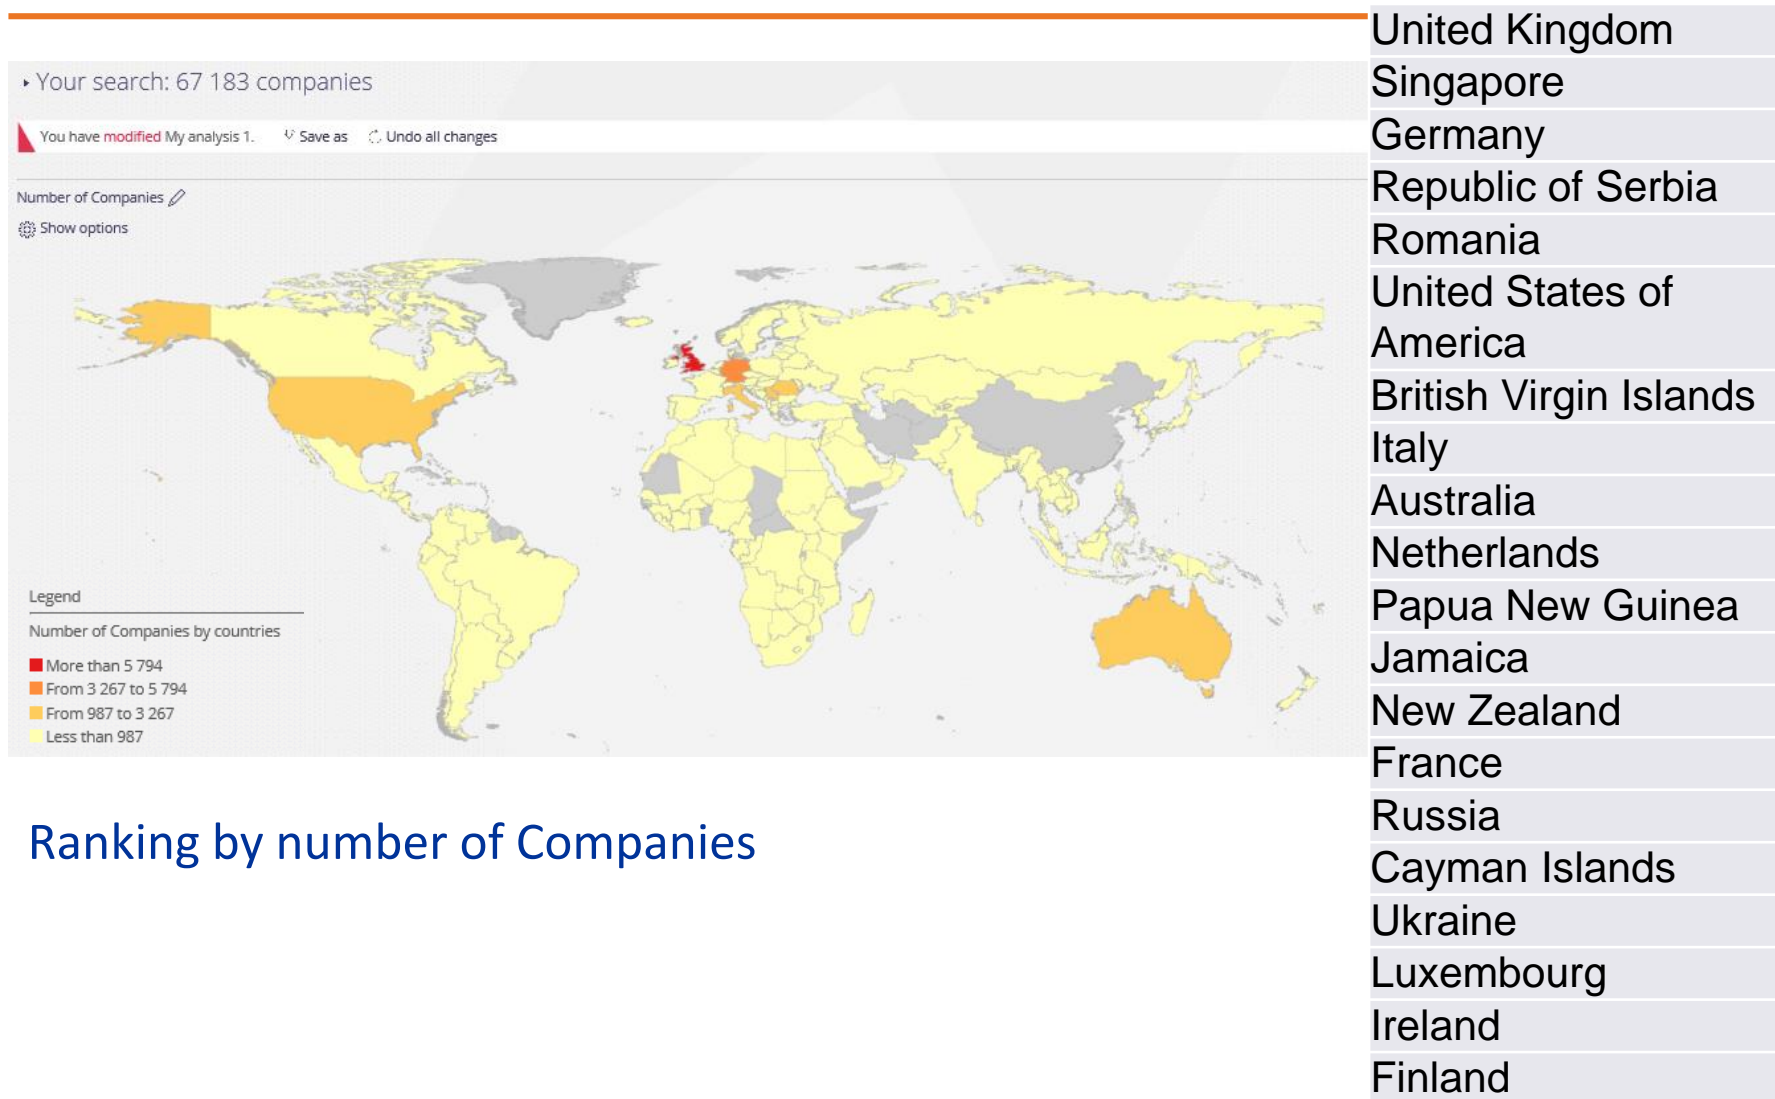 Your search: 67 183 companies
You have modified My analysis 1. Save as Undo all changes
Number of Companies
Show options
Legend
Number of Companies by countries
More than 5 794
From 3 267 to 5 794
From 987 to 3 267
Less than 987
Ranking by number of Companies
United Kingdom
Singapore
Germany
Republic of Serbia
Romania
United States of
America
British Virgin Islands
Italy
Australia
Netherlands
Papua New Guinea
Jamaica
New Zealand
France
Russia
Cayman Islands
Ukraine
Luxembourg
Ireland
Finland